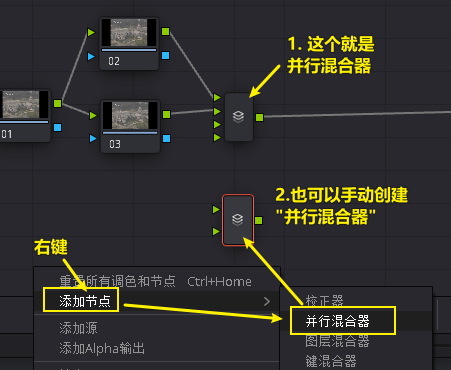 1. 这个就是
并行混合器
02
01
03
2.也可以手动创建
"并行混合器"
右键
重置所有调色和节点 Ctrl+Home
添加节点
校正器
并行混合器
添加源
图层混合器
添加Alpha输出
键混合器